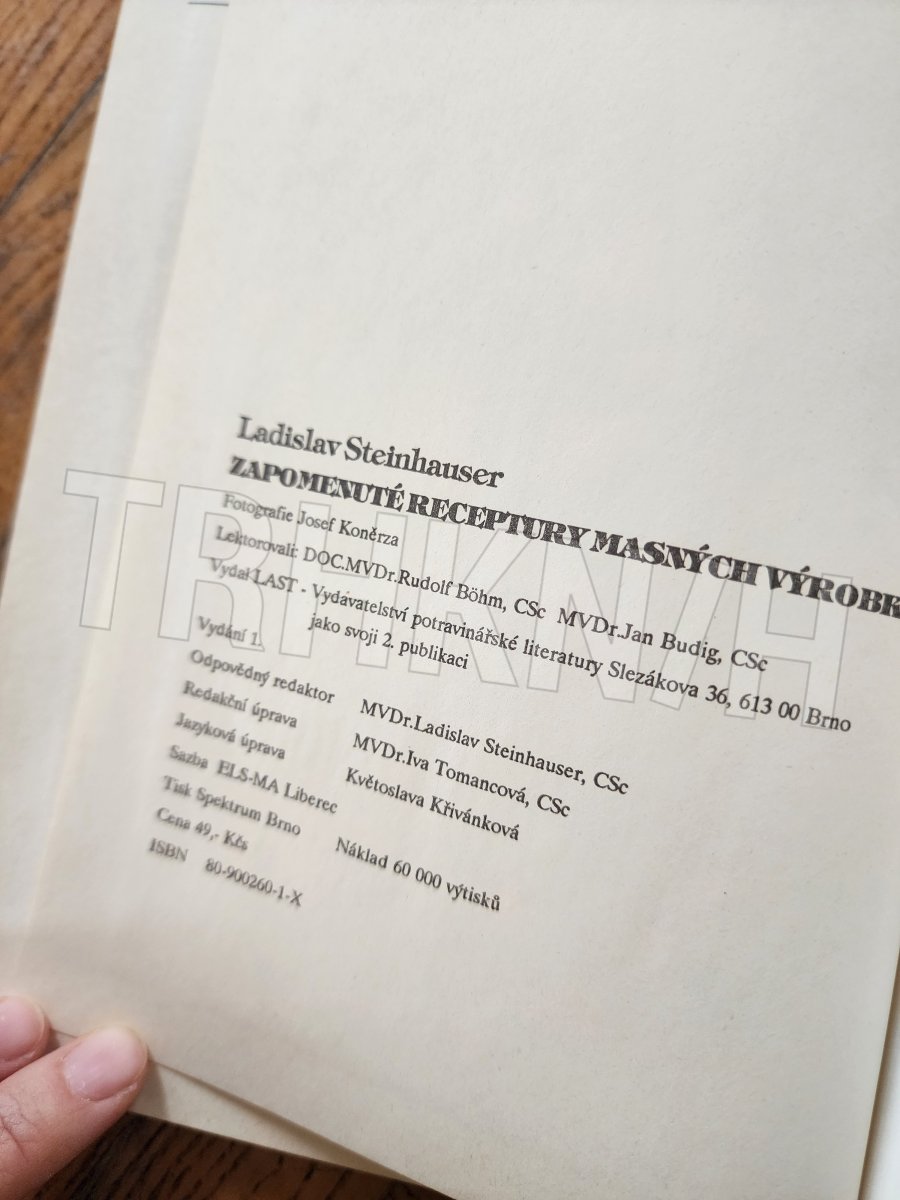 Ladislav Steinhauser
ZAPOMENUTÉ RECEPTURY MASNÝCH VÝROBK
Fotografie Josef Koněrza
Lektorovali: DOC.MVDr.Rudolf Böhm, CSc MVDr.Jan Budig, CSc
Vydal LAST - Vydavatelství potravinářské literatury Slezákova 36, 613 00 Brno
jako svoji 2. publikaci
Vydání 1.
Odpovědný redaktor MVDr.Ladislav Steinhauser, CSc
Redakční úprava MVDr.Iva Tomancová, CSc
Jazyková úprava Květoslava Křivánková
Sazba ELS-MA Liberec
Tisk Spektrum Brno Náklad 60 000 výtisků
Cena 49,- Kčs
ISBN 80-900260-1-X
TRHKNIH